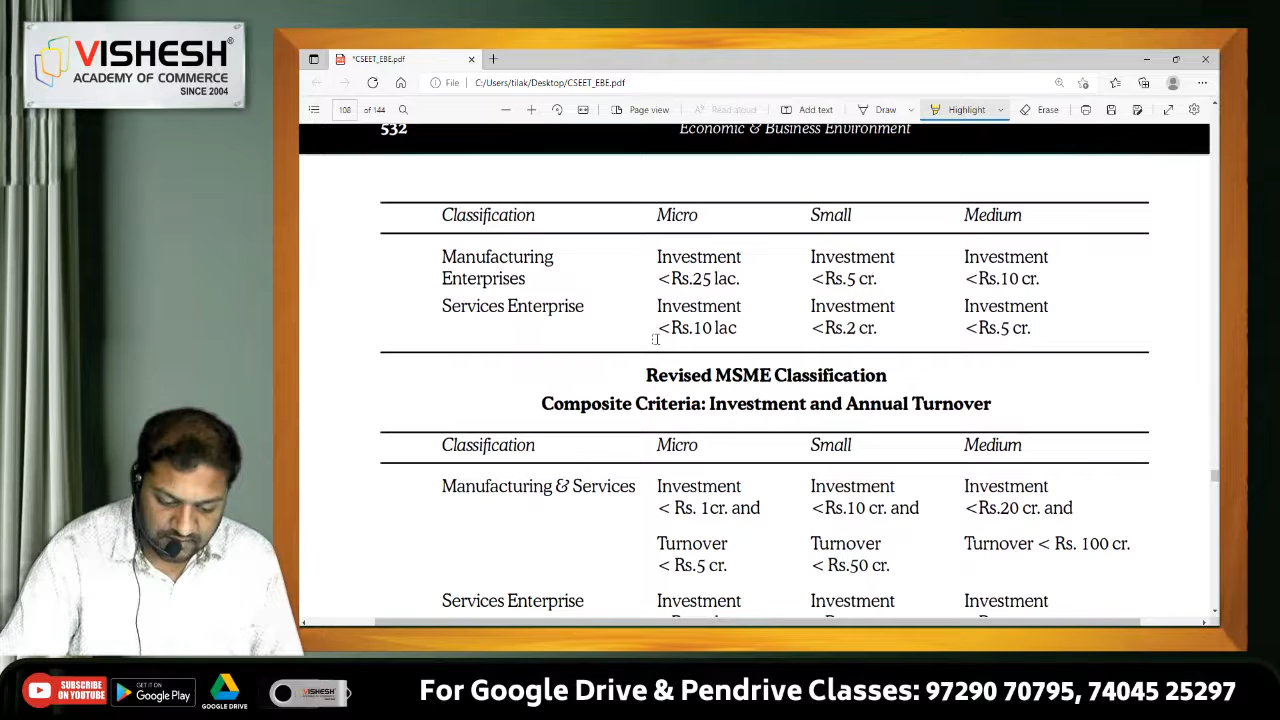 VISHESH®
ACADEMY OF COMMERCE
SINCE 2004
*CSEET_EBE.pdf
File C:/Users/tilak/Desktop/CSEET_EBE.pdf
108 of 144 Page view Read aloud Add text Draw Highlight Erase
532 Economic & Business Environment
Classification Micro Small Medium
Manufacturing Investment Investment Investment
Enterprises <Rs.25 lac. <Rs.5 cr. <Rs.10 cr.
Services Enterprise Investment Investment Investment
<Rs.10 lac <Rs.2 cr. <Rs.5 cr.
Revised MSME Classification
Composite Criteria: Investment and Annual Turnover
Classification Micro Small Medium
Manufacturing & Services Investment Investment Investment
< Rs. 1cr. and <Rs.10 cr. and <Rs.20 cr. and
Turnover Turnover Turnover < Rs. 100 cr.
< Rs.5 cr. < Rs.50 cr.
Services Enterprise Investment Investment Investment
SUBSCRIBE
ON YOUTUBE
GET IT ON
Google Play
GOOGLE DRIVE
VISHESH
For Google Drive & Pendrive Classes: 97290 70795, 74045 25297